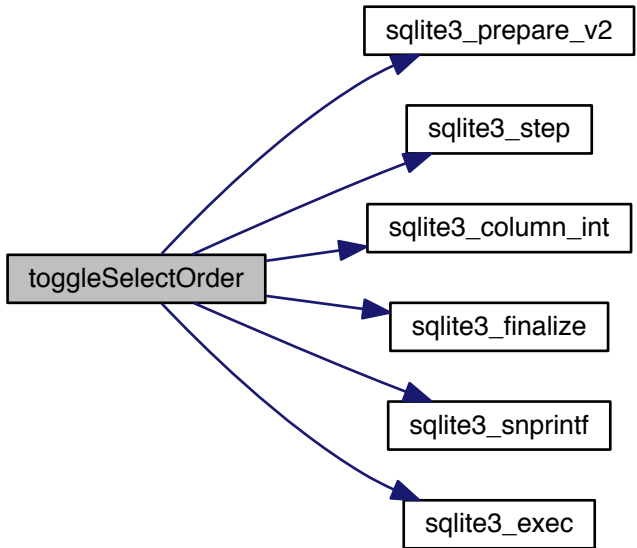 sqlite3_prepare_v2
sqlite3_step
sqlite3_column_int
toggleSelectOrder
sqlite3_finalize
sqlite3_snprintf
sqlite3_exec